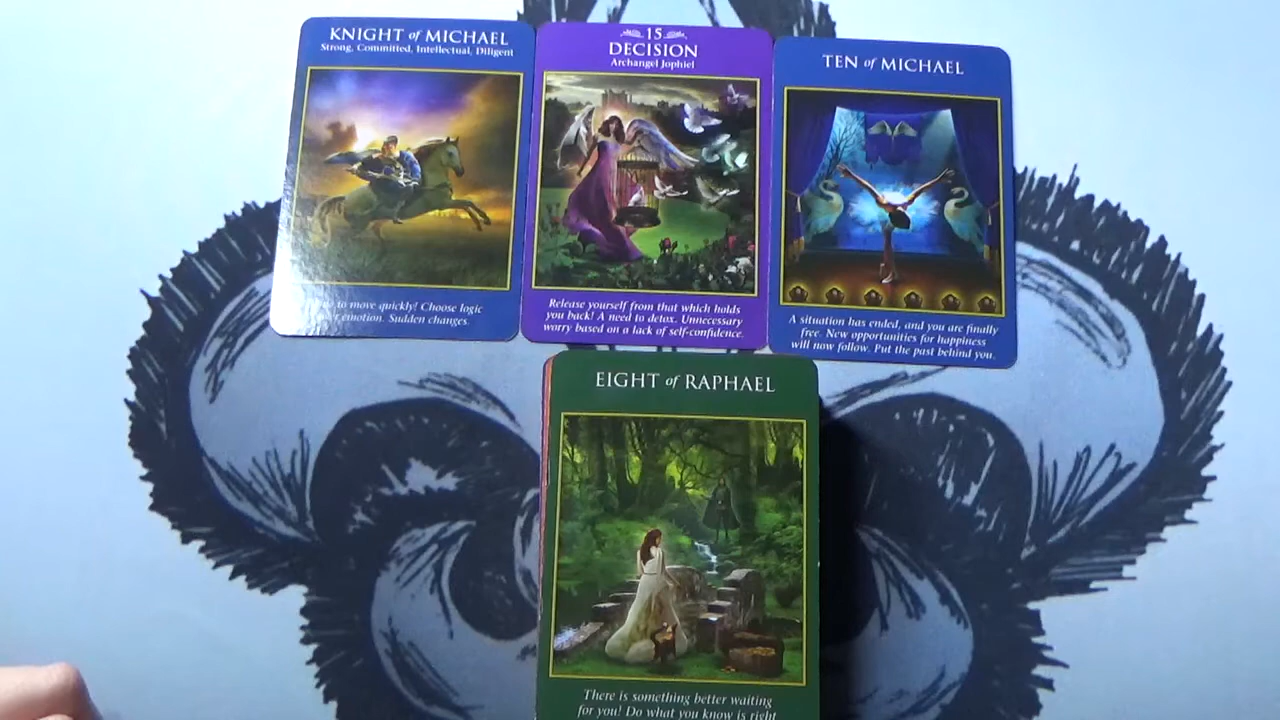 KNIGHT of MICHAEL
Strong, Committed, Intellectual, Diligent
to move quickly! Choose logic
emotion. Sudden changes.
15
DECISION
Archangel Jophiel
Release yourself from that which holds
you back! A need to detox. Unnecessary
worry based on a lack of self-confidence.
TEN of MICHAEL
A situation has ended, and you are finally
free. New opportunities for happiness
will now follow. Put the past behind you.
EIGHT of RAPHAEL
There is something better waiting
for you! Do what you know is right